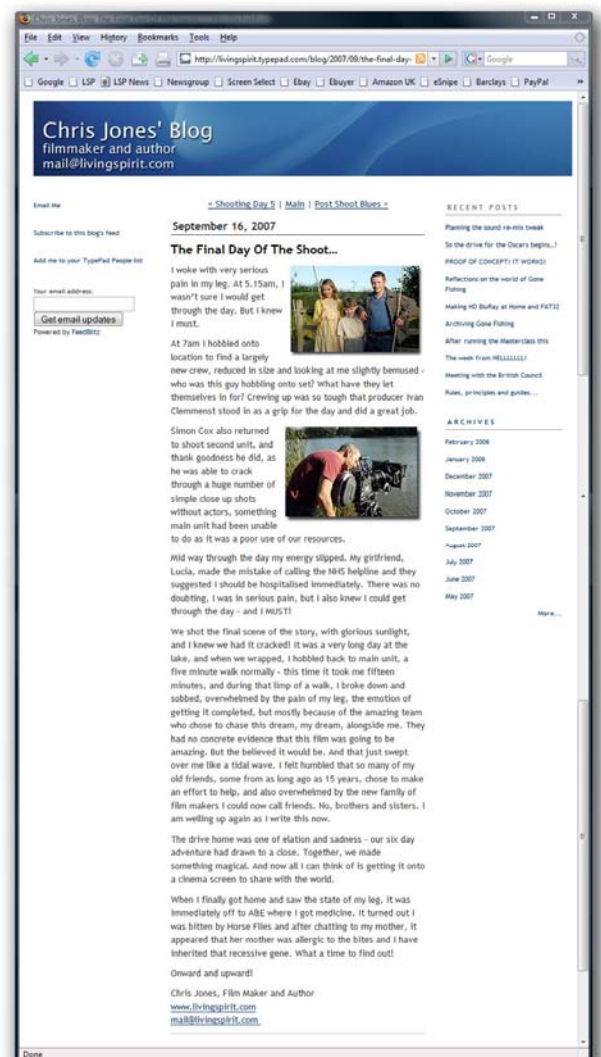 Chris Jones Blog: The Final Day Of The Shoot...
File Edit View History Bookmarks Tools Help
http://livingspirit.typepad.com/blog/2007/09/the-final-day-
Google
Google LSP LSP News Newsgroup Screen Select Ebay Ebuyer Amazon UK eSnipe Barclays PayPal »
Chris Jones' Blog
filmmaker and author
mail@livingspirit.com
Email Me
Subscribe to this blog's feed
Add me to your TypePad People list
Your email address:
Get email updates
Powered by FeedBlitz
« Shooting Day 5 | Main | Post Shoot Blues »
September 16, 2007
The Final Day Of The Shoot...
I woke with very serious
pain in my leg. At 5.15am, I
wasn't sure I would get
through the day. But I knew
I must.
At 7am I hobbled onto
location to find a largely
new crew, reduced in size and looking at me slightly bemused -
who was this guy hobbling onto set? What have they let
themselves in for? Crewing up was so tough that producer Ivan
Clemmenst stood in as a grip for the day and did a great job.
Simon Cox also returned
to shoot second unit, and
thank goodness he did, as
he was able to crack
through a huge number of
simple close up shots
without actors, something
main unit had been unable
to do as it was a poor use of our resources.
Mid way through the day my energy slipped. My girlfriend,
Lucia, made the mistake of calling the NHS helpline and they
suggested I should be hospitalised immediately. There was no
doubting, I was in serious pain, but I also knew I could get
through the day - and I MUST!
We shot the final scene of the story, with glorious sunlight,
and I knew we had it cracked! It was a very long day at the
lake, and when we wrapped, I hobbled back to main unit, a
five minute walk normally - this time it took me fifteen
minutes, and during that limp of a walk, I broke down and
sobbed, overwhelmed by the pain of my leg, the emotion of
getting it completed, but mostly because of the amazing team
who chose to chase this dream, my dream, alongside me. They
had no concrete evidence that this film was going to be
amazing. But the believed it would be. And that just swept
over me like a tidal wave. I felt humbled that so many of my
old friends, some from as long ago as 15 years, chose to make
an effort to help, and also overwhelmed by the new family of
film makers I could now call friends. No, brothers and sisters. I
am welling up again as I write this now.
The drive home was one of elation and sadness - our six day
adventure had drawn to a close. Together, we made
something magical. And now all I can think of is getting it onto
a cinema screen to share with the world.
When I finally got home and saw the state of my leg, it was
immediately off to A&E where I got medicine. It turned out I
was bitten by Horse Flies and after chatting to my mother, it
appeared that her mother was allergic to the bites and I have
inherited that recessive gene. What a time to find out!
Onward and upward!
Chris Jones, Film Maker and Author
www.livingspirit.com
mail@livingspirit.com
RECENT POSTS
Planning the sound re-mix tweak
So the drive for the Oscars begins..!
PROOF OF CONCEPT! IT WORKS!
Reflections on the world of Gone
Fishing
Making HD BluRay at Home and FAT32
Archiving Gone Fishing
After running the Masterclass this
The week from HELLLLLLL!
Meeting with the British Council
Rules, principles and guides...
ARCHIVES
February 2008
January 2008
December 2007
November 2007
October 2007
September 2007
August 2007
July 2007
June 2007
May 2007
More...
Done